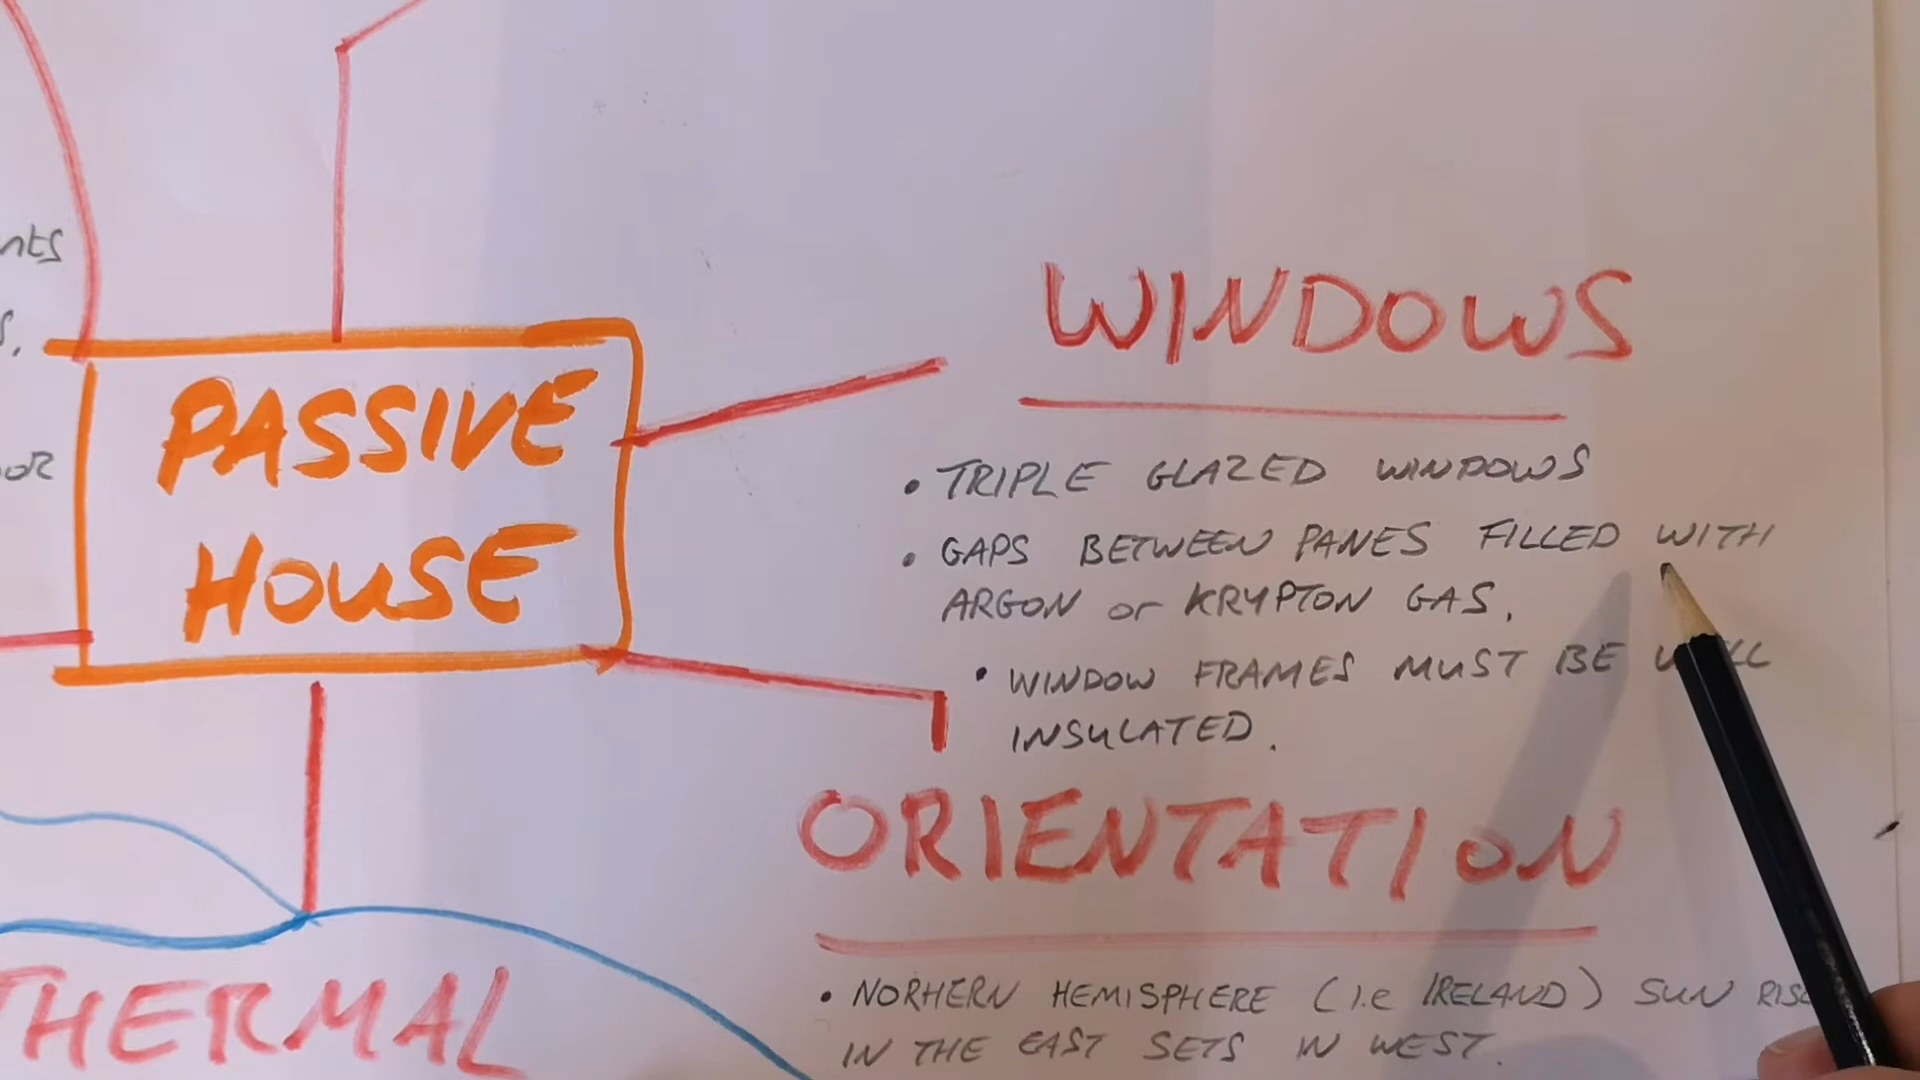 PASSIVE
HOUSE
WINDOWS
• TRIPLE GLAZED WINDOWS
• GAPS BETWEEN PANES FILLED WITH
ARGON or KRYPTON GAS.
• WINDOW FRAMES MUST BE WELL
INSULATED.
ORIENTATION
• NORHERN HEMISPHERE (i.e IRELAND) SUN
IN THE EAST SETS IN WEST.
THERMAL